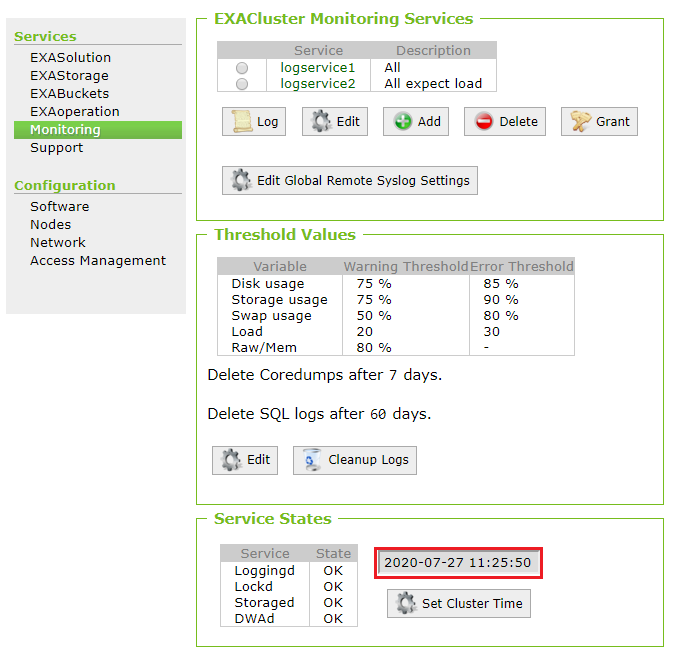 Services
EXASolution
EXAStorage
EXABuckets
EXAoperation
Monitoring
Support
Configuration
Software
Nodes
Network
Access Management
EXACluster Monitoring Services
Service Description
logservice1 All
logservice2 All expect load
Log Edit Add Delete Grant
Edit Global Remote Syslog Settings
Threshold Values
Variable Warning Threshold Error Threshold
Disk usage 75 % 85 %
Storage usage 75 % 90 %
Swap usage 50 % 80 %
Load 20 30
Raw/Mem 80 % -
Delete Coredumps after 7 days.
Delete SQL logs after 60 days.
Edit Cleanup Logs
Service States
Service State
Loggingd OK
Lockd OK
Storaged OK
DWAd OK
2020-07-27 11:25:50
Set Cluster Time